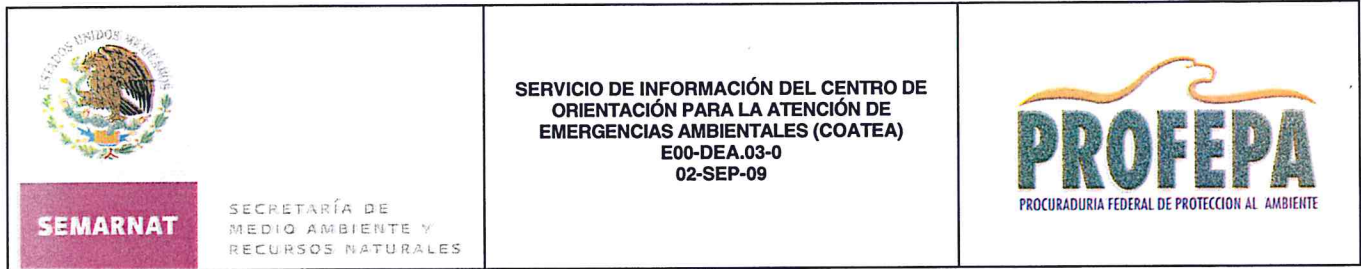 ESTADOS UNIDOS MEXICANOS
SEMARNAT
SECRETARÍA DE
MEDIO AMBIENTE Y
RECURSOS NATURALES
SERVICIO DE INFORMACIÓN DEL CENTRO DE
ORIENTACIÓN PARA LA ATENCIÓN DE
EMERGENCIAS AMBIENTALES (COATEA)
E00-DEA.03-0
02-SEP-09
PROFEPA
PROCURADURIA FEDERAL DE PROTECCION AL AMBIENTE